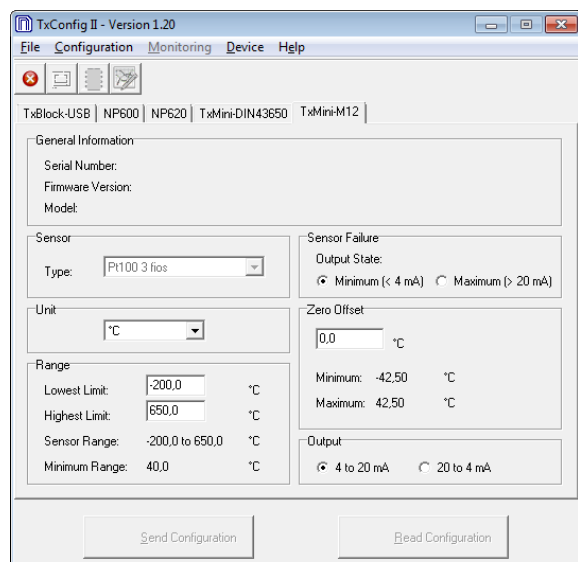 TxConfig II - Version 1.20
File Configuration Monitoring Device Help
TxBlock-USB NP600 NP620 TxMini-DIN43650 TxMini-M12
General Information
Serial Number:
Firmware Version:
Model:
Sensor
Type: Pt100 3 fios
Unit
°C
Range
Lowest Limit: -200,0 °C
Highest Limit: 650,0 °C
Sensor Range: -200,0 to 650,0 °C
Minimum Range: 40,0 °C
Sensor Failure
Output State:
Minimum (< 4 mA) Maximum (> 20 mA)
Zero Offset
0,0 °C
Minimum: -42,50 °C
Maximum: 42,50 °C
Output
4 to 20 mA 20 to 4 mA
Send Configuration Read Configuration